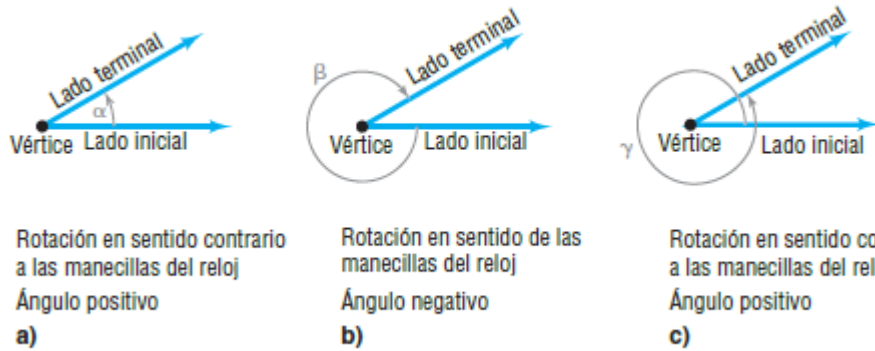 Lado terminal
α
Vértice Lado inicial
Rotación en sentido contrario
a las manecillas del reloj
Ángulo positivo
a)
β
Lado terminal
Vértice Lado inicial
Rotación en sentido de las
manecillas del reloj
Ángulo negativo
b)
Lado terminal
γ
Vértice
Lado inicial
Rotación en sentido
a las manecillas del
Ángulo positivo
c)